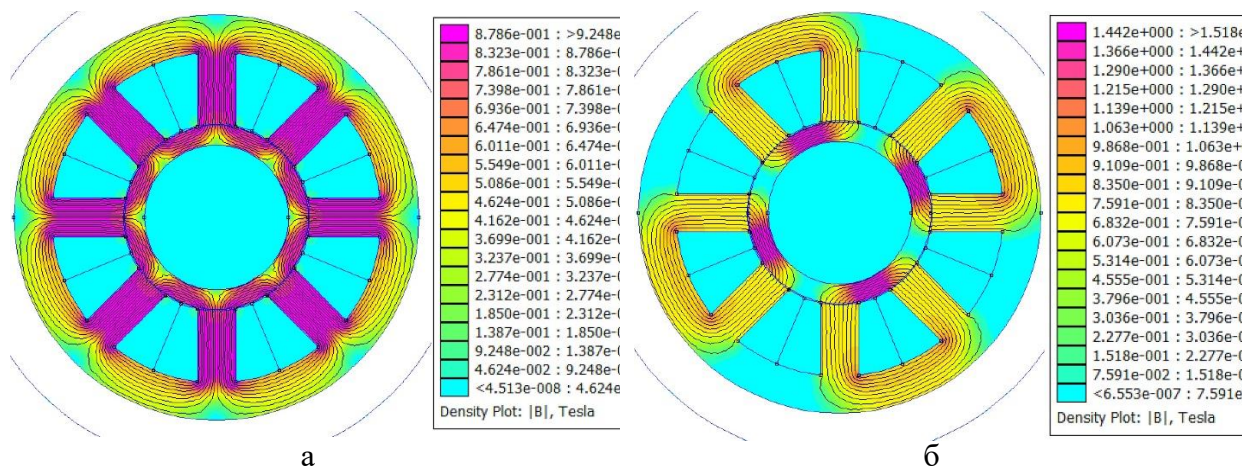 8.786e-001 : >9.248e
8.323e-001 : 8.786e-0
7.861e-001 : 8.323e-0
7.398e-001 : 7.861e-0
6.936e-001 : 7.398e-0
6.474e-001 : 6.936e-0
6.011e-001 : 6.474e-0
5.549e-001 : 6.011e-0
5.086e-001 : 5.549e-0
4.624e-001 : 5.086e-0
4.162e-001 : 4.624e-0
3.699e-001 : 4.162e-0
3.237e-001 : 3.699e-0
2.774e-001 : 3.237e-0
2.312e-001 : 2.774e-0
1.850e-001 : 2.312e-0
1.387e-001 : 1.850e-0
9.248e-002 : 1.387e-0
4.624e-002 : 9.248e-0
<4.513e-008 : 4.624e
Density Plot: |B|, Tesla
а
1.442e+000 : >1.518e
1.366e+000 : 1.442e+
1.290e+000 : 1.366e+
1.215e+000 : 1.290e+
1.139e+000 : 1.215e+
1.063e+000 : 1.139e+
9.868e-001 : 1.063e+
9.109e-001 : 9.868e-0
8.350e-001 : 9.109e-0
7.591e-001 : 8.350e-0
6.832e-001 : 7.591e-0
6.073e-001 : 6.832e-0
5.314e-001 : 6.073e-0
4.555e-001 : 5.314e-0
3.796e-001 : 4.555e-0
3.036e-001 : 3.796e-0
2.277e-001 : 3.036e-0
1.518e-001 : 2.277e-0
7.591e-002 : 1.518e-0
<6.553e-007 : 7.591e
Density Plot: |B|, Tesla
б